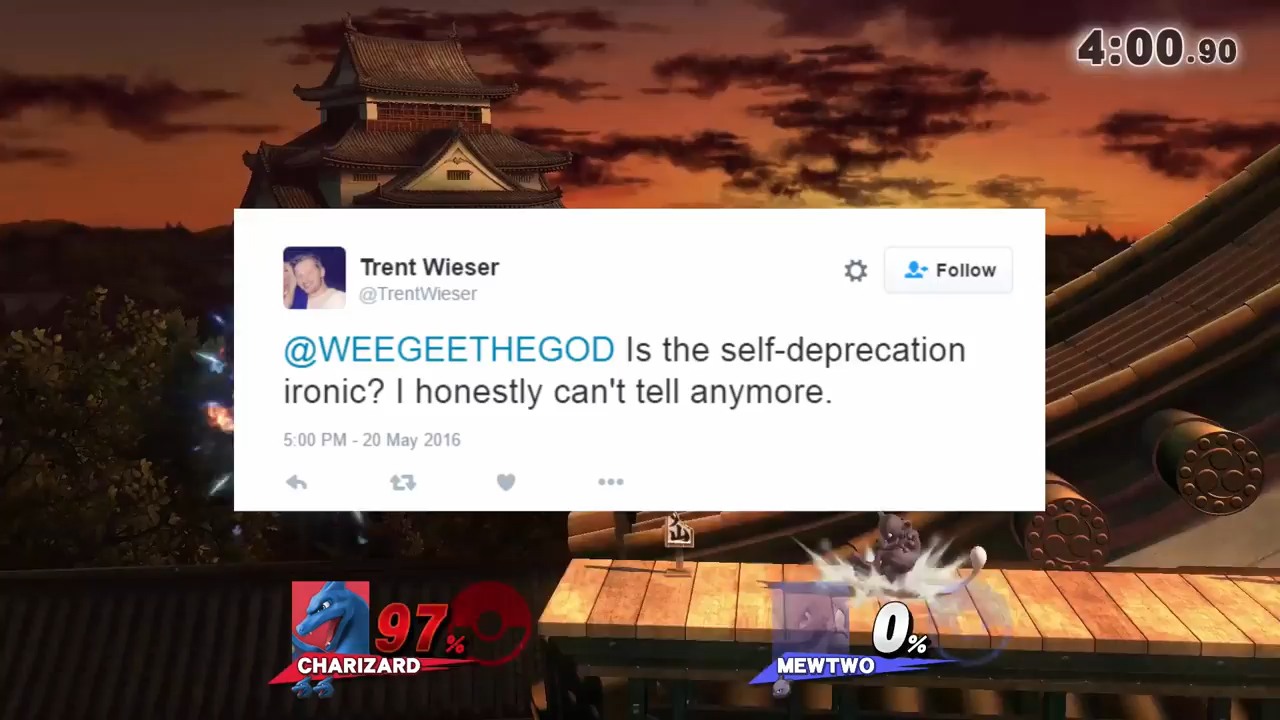 4:00.90
Trent Wieser
@TrentWieser
Follow
@WEEGEETHEGOD Is the self-deprecation
ironic? I honestly can't tell anymore.
5:00 PM - 20 May 2016
97%
0%
CHARIZARD
MEWTWO